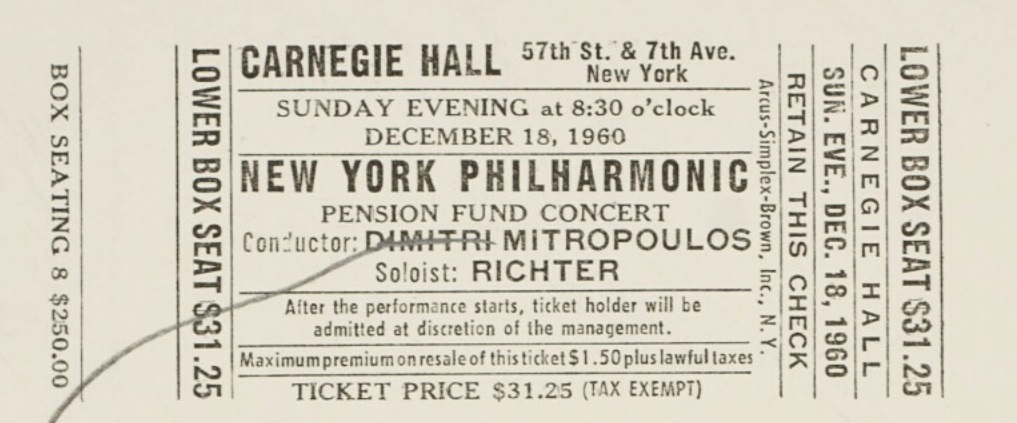 BOX SEATING 8 $250.00
LOWER BOX SEAT $31.25
CARNEGIE HALL 57th St. & 7th Ave.
New York
SUNDAY EVENING at 8:30 o'clock
DECEMBER 18, 1960
NEW YORK PHILHARMONIC
PENSION FUND CONCERT
Conductor: DIMITRI MITROPOULOS
Soloist: RICHTER
After the performance starts, ticket holder will be
admitted at discretion of the management.
Maximum premium on resale of this ticket $1.50 plus lawful taxes
TICKET PRICE $31.25 (TAX EXEMPT)
Arcus-Simplex-Brown, Inc., N. Y.
RETAIN THIS CHECK
SUN. EVE., DEC. 18, 1960
CARNEGIE HALL
LOWER BOX SEAT $31.25